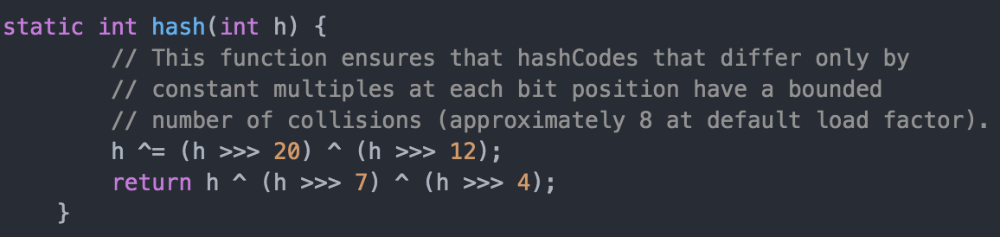 static int hash(int h) {
        // This function ensures that hashCodes that differ only by
        // constant multiples at each bit position have a bounded
        // number of collisions (approximately 8 at default load factor).
        h ^= (h >>> 20) ^ (h >>> 12);
        return h ^ (h >>> 7) ^ (h >>> 4);
    }